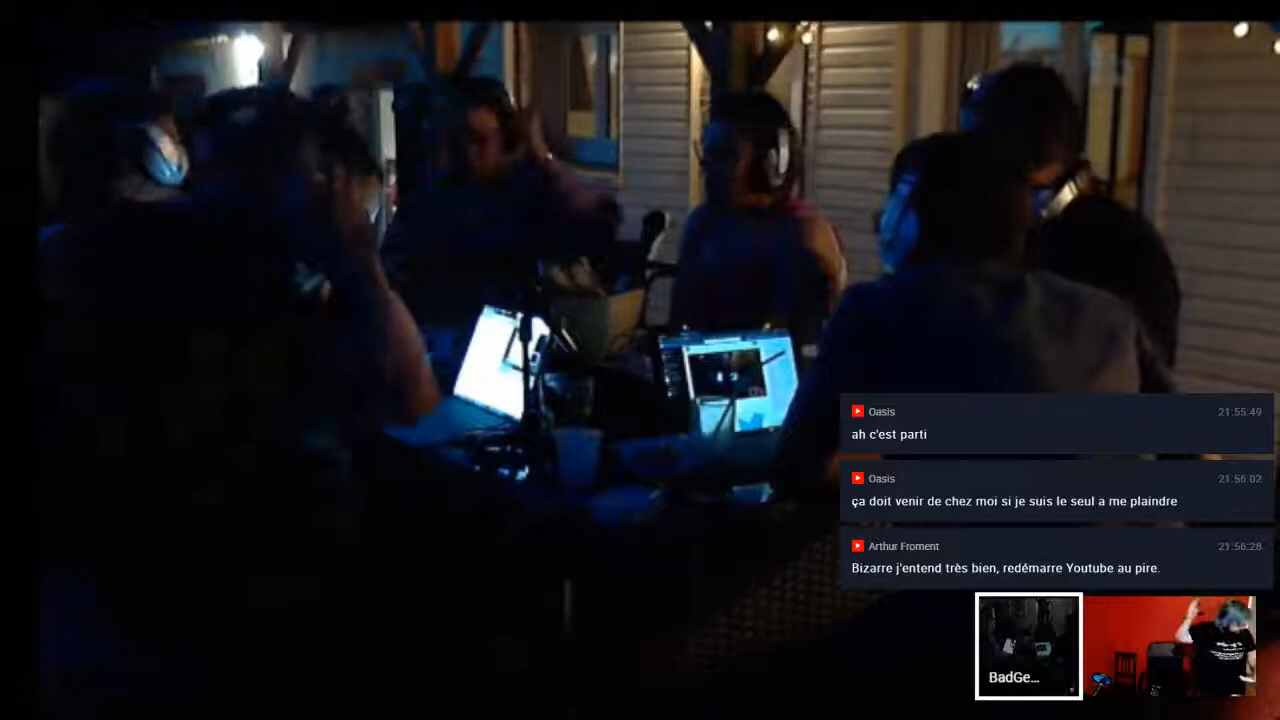 Oasis 21:55:49
ah c'est parti
Oasis 21:56:02
ça doit venir de chez moi si je suis le seul a me plaindre
Arthur Froment 21:56:28
Bizarre j'entend très bien, redémarre Youtube au pire.
BadGe...